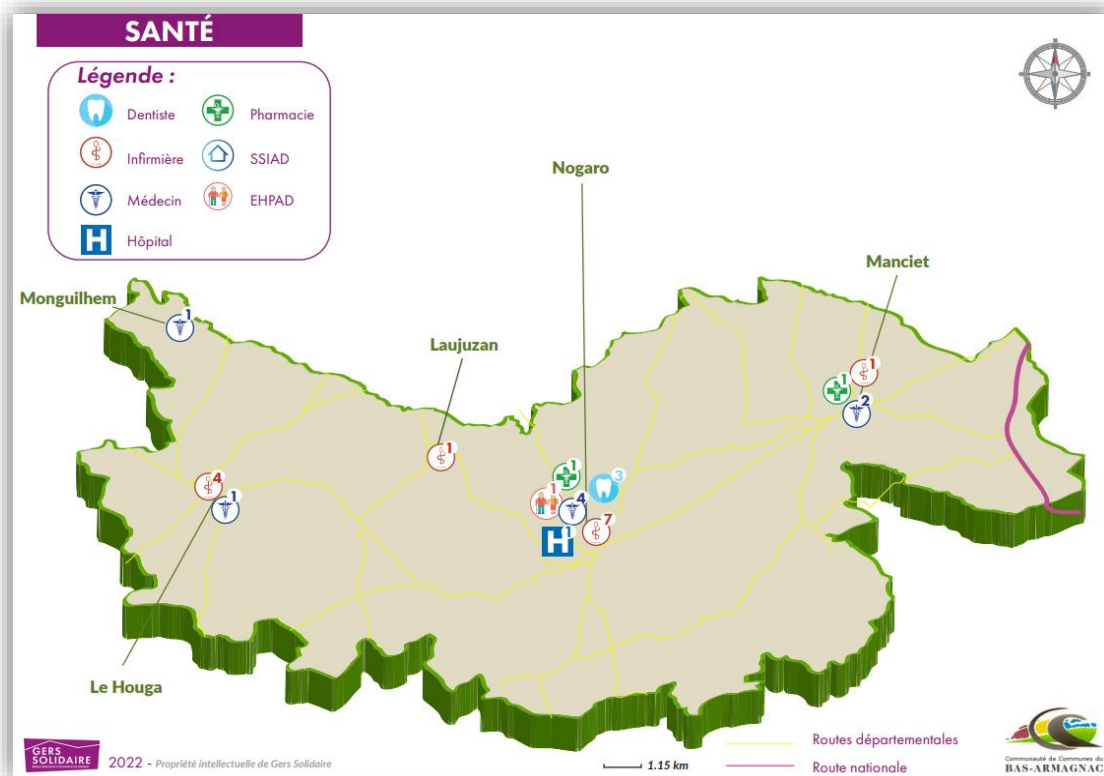 SANTÉ
Légende :
Dentiste
Pharmacie
Infirmière
SSIAD
Médecin
EHPAD
H
Hôpital
Nogaro
Manciet
Monguilhem
1
Laujuzan
1
1
2
1
4
1
1
3
1
4
7
H
1
Le Houga
GERS
SOLIDAIRE
2022 - Propriété intellectuelle de Gers Solidaire
1.15 km
Routes départementales
Route nationale
Communauté de Communes du
BAS-ARMAGNAC